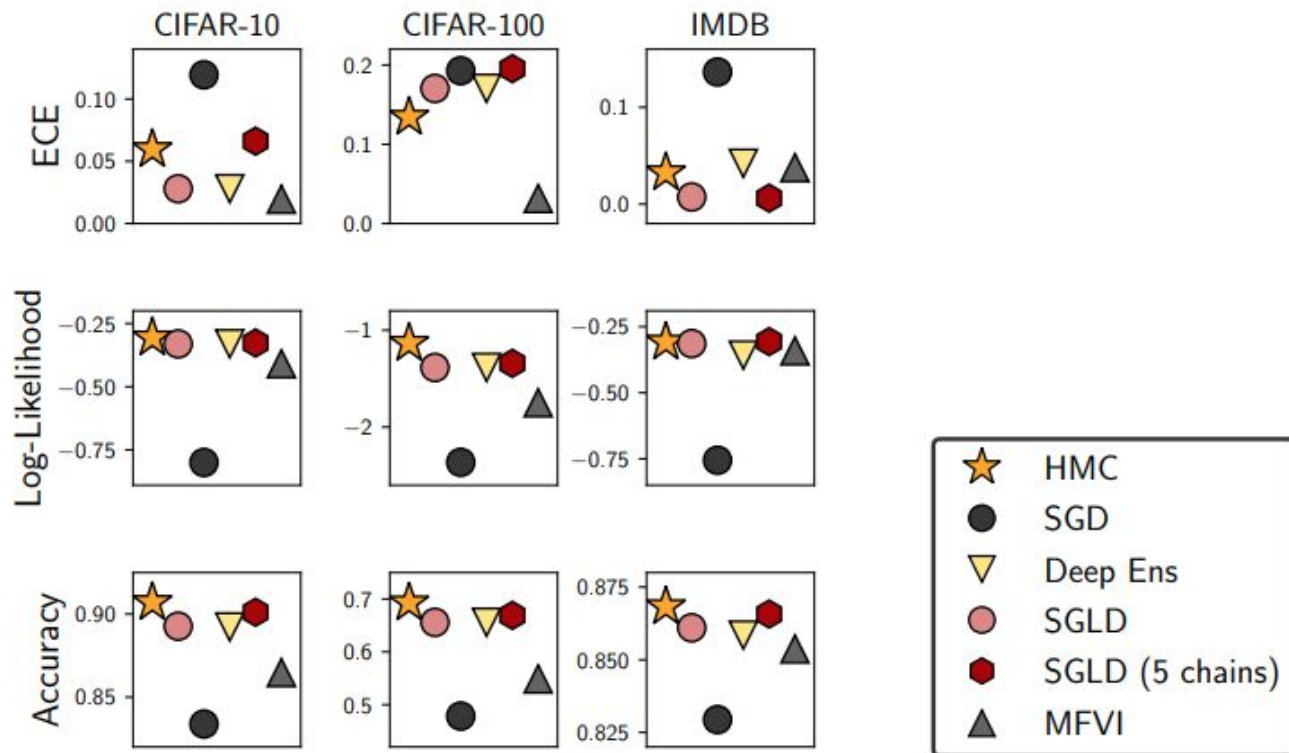 CIFAR-10 CIFAR-100 IMDB
ECE
0.10
0.05
0.00
0.2
0.1
0.0
0.1
0.0
Log-Likelihood
−0.25
−0.50
−0.75
−1
−2
−0.25
−0.50
−0.75
Accuracy
0.90
0.85
0.7
0.6
0.5
0.875
0.850
0.825
HMC
SGD
Deep Ens
SGLD
SGLD (5 chains)
MFVI